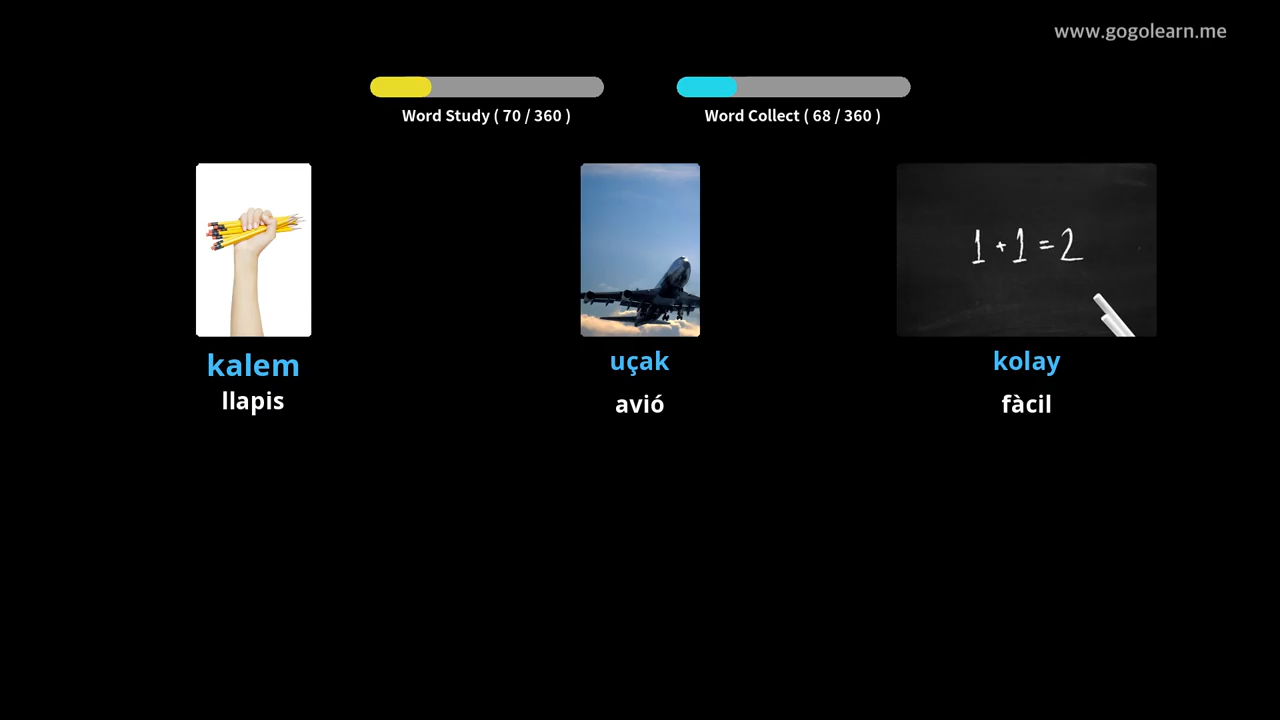 www.gogolearn.me
Word Study ( 70 / 360 )
Word Collect ( 68 / 360 )
1 + 1 = 2
kalem
uçak
kolay
llapis
avió
fàcil